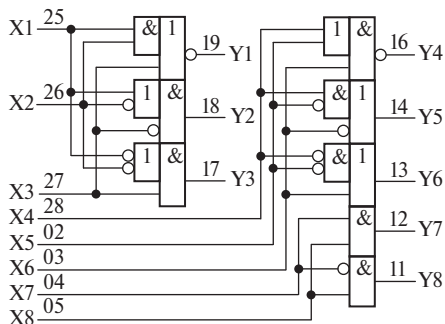 X1 25 & 1 19 Y1
1 & 16 Y4
X2 26 1 & 18 Y2
& 1 14 Y5
1 & 17 Y3
& 1 13 Y6
X3 27
X4 28
X5 02
X6 03
X7 04
X8 05
& 12 Y7
& 11 Y8